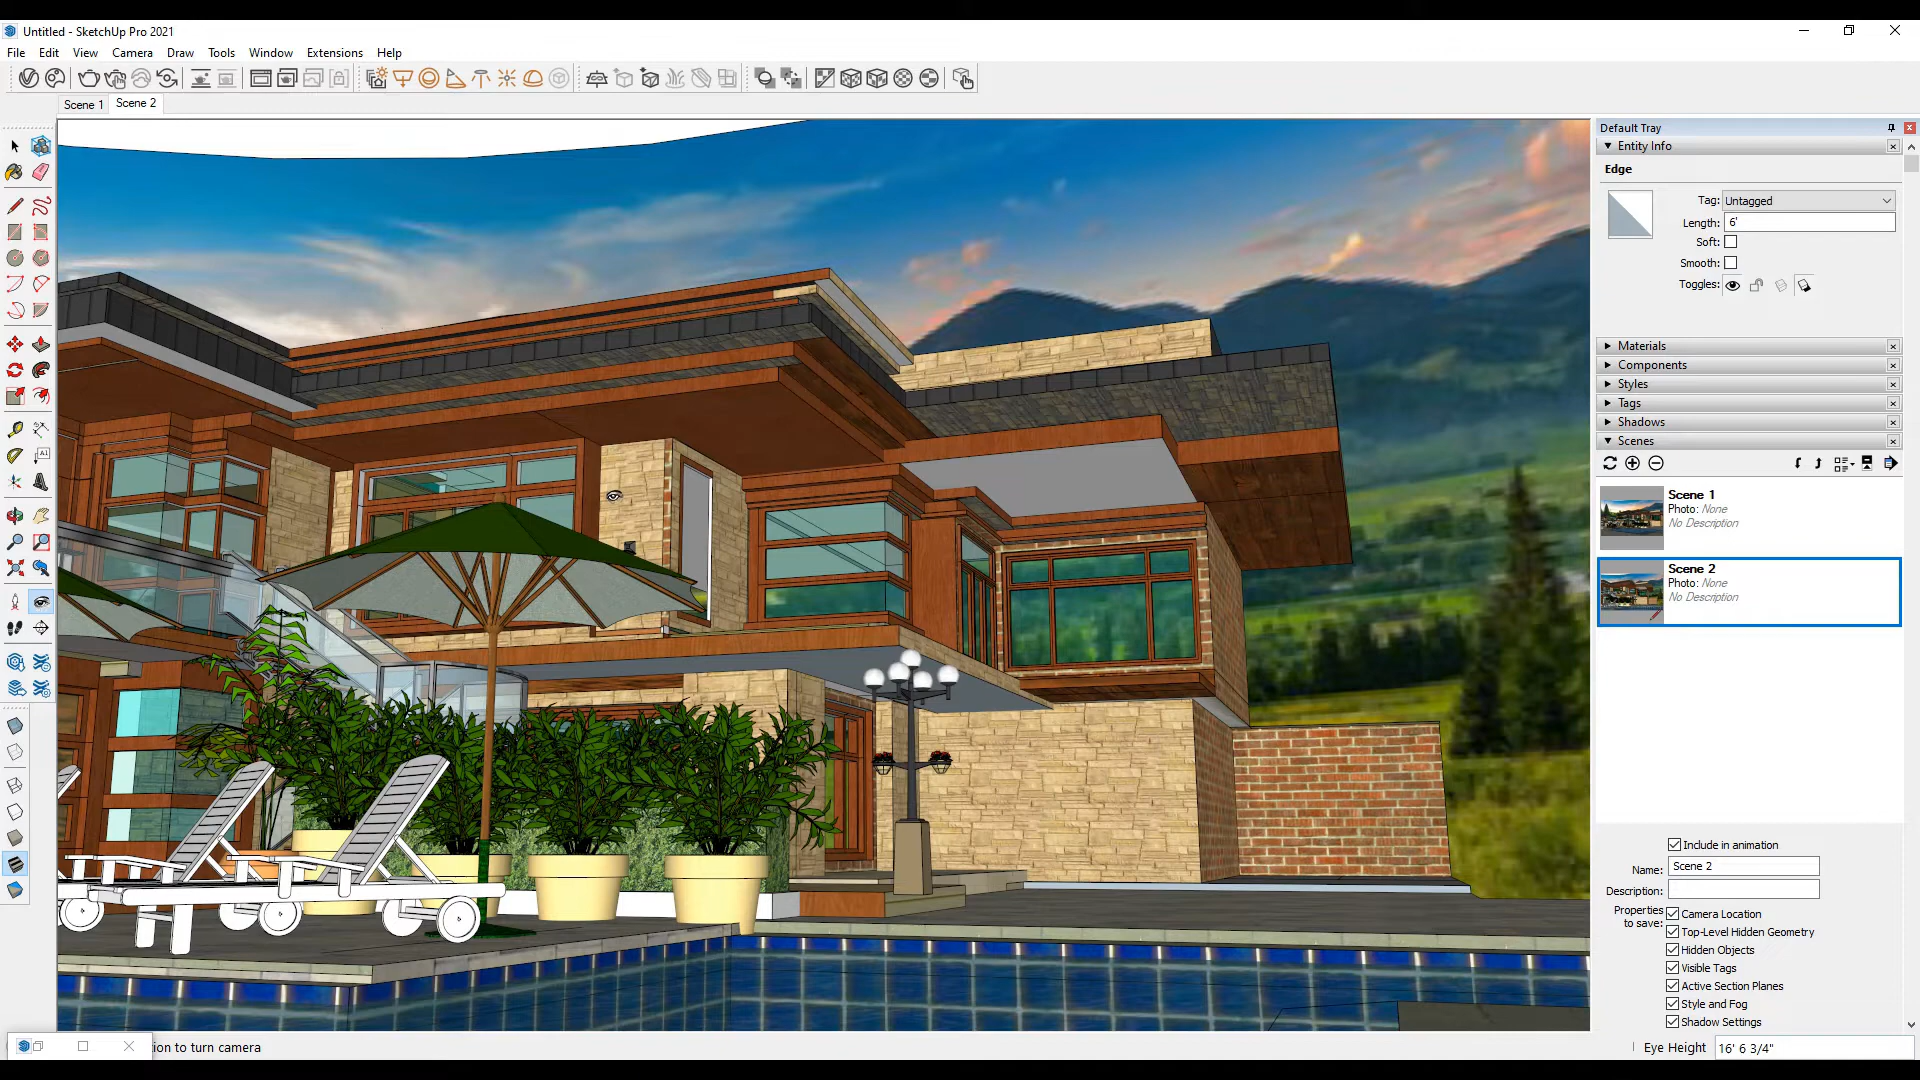 Untitled - SketchUp Pro 2021
File Edit View Camera Draw Tools Window Extensions Help
Scene 1 Scene 2
Default Tray
Entity Info
Edge
Tag: Untagged
Length: 6'
Soft:
Smooth:
Toggles:
Materials
Components
Styles
Tags
Shadows
Scenes
Scene 1
Photo: None
No Description
Scene 2
Photo: None
No Description
Include in animation
Name: Scene 2
Description:
Properties to save:
Camera Location
Top-Level Hidden Geometry
Hidden Objects
Visible Tags
Active Section Planes
Style and Fog
Shadow Settings
ion to turn camera
Eye Height 16' 6 3/4"